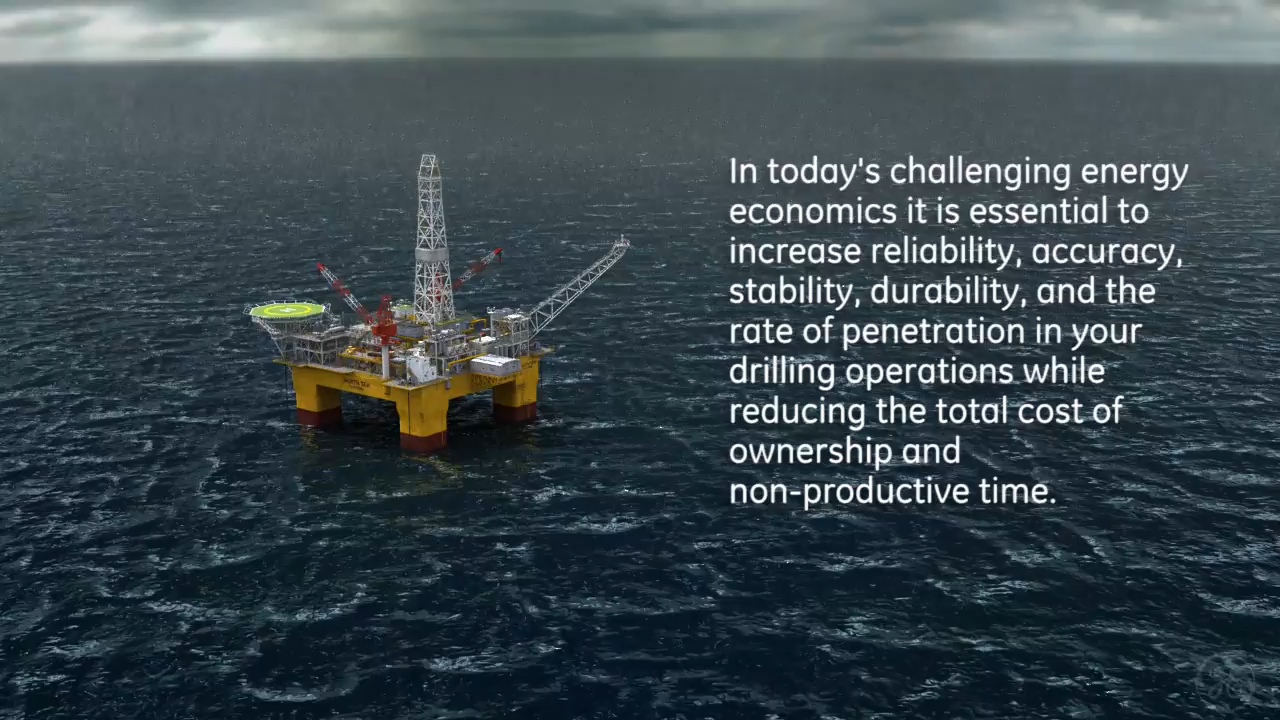 In today's challenging energy
economics it is essential to
increase reliability, accuracy,
stability, durability, and the
rate of penetration in your
drilling operations while
reducing the total cost of
ownership and
non-productive time.